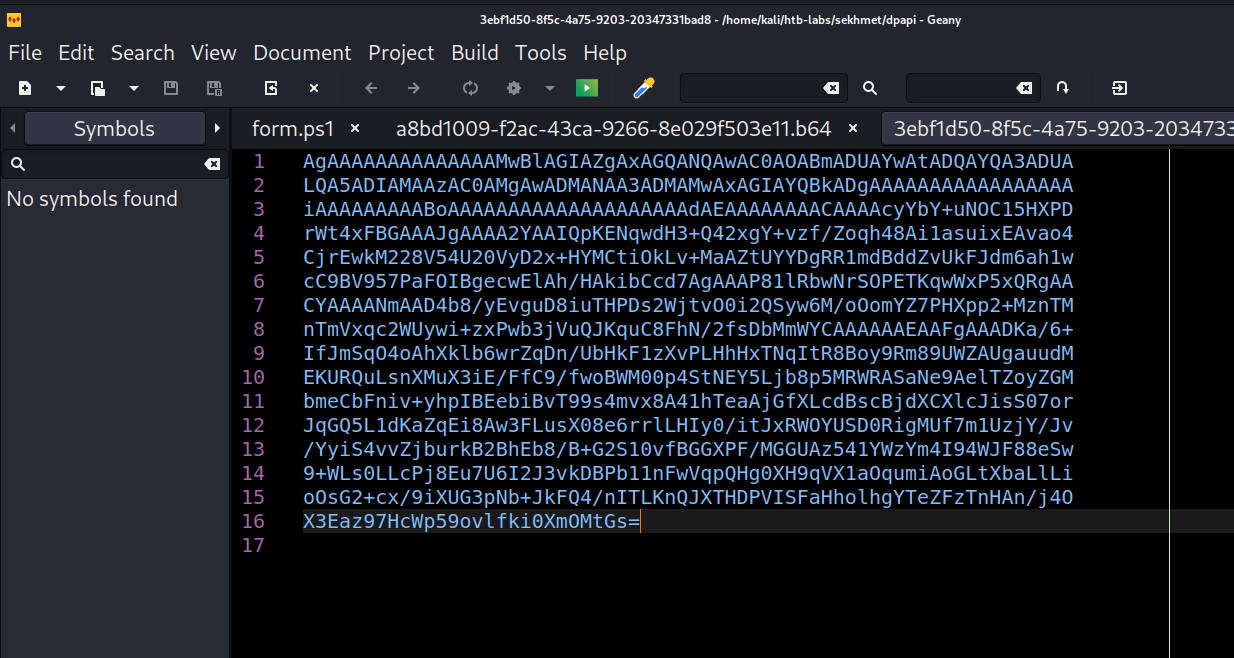 3ebf1d50-8f5c-4a75-9203-20347331bad8 - /home/kali/htb-labs/sekhmet/dpapi - Geany
File Edit Search View Document Project Build Tools Help
Symbols form.ps1 a8bd1009-f2ac-43ca-9266-8e029f503e11.b64 3ebf1d50-8f5c-4a75-9203-2034733
No symbols found
1 AgAAAAAAAAAAAAAAMwBlAGIAZgAxAGQANQAwAC0AOABmADUAYwAtADQAYQA3ADUA
2 LQA5ADIAMAAzAC0AMgAwADMANAA3ADMAMwAxAGIAYQBkADgAAAAAAAAAAAAAAAAA
3 iAAAAAAAAABoAAAAAAAAAAAAAAAAAAAAdAEAAAAAAAACAAAAcyYbY+uNOC15HXPD
4 rWt4xFBGAAAJgAAAA2YAAIQpKENqwdH3+Q42xgY+vzf/Zoqh48Ai1asuixEAvao4
5 CjrEwkM228V54U20VyD2x+HYMCtiOkLv+MaAZtUYYDgRR1mdBddZvUkFJdm6ah1w
6 cC9BV957PaFOIBgecwElAh/HAkibCcd7AgAAAP81lRbwNrSOPETKqwWxP5xQRgAA
7 CYAAAANmAAD4b8/yEvguD8iuTHPDs2WjtvO0i2QSyw6M/oOomYZ7PHXpp2+MznTM
8 nTmVxqc2WUywi+zxPwb3jVuQJKquC8FhN/2fsDbMmWYCAAAAAAEAAFgAAADKa/6+
9 IfJmSqO4oAhXklb6wrZqDn/UbHkF1zXvPLHhHxTNqItR8Boy9Rm89UWZAUgauudM
10 EKURQuLsnXMuX3iE/FfC9/fwoBWM00p4StNEY5Ljb8p5MRWRASaNe9AelTZoyZGM
11 bmeCbFniv+yhpIBEebiBvT99s4mvx8A41hTeaAjGfXLcdBscBjdXCXlcJisS07or
12 JqGQ5L1dKaZqEi8Aw3FLusX08e6rrlLHIy0/itJxRWOYUSD0RigMUf7m1UzjY/Jv
13 /YyiS4vvZjburkB2BhEb8/B+G2S10vfBGGXPF/MGGUAz541YWzYm4I94WJF88eSw
14 9+WLs0LLcPj8Eu7U6I2J3vkDBPb11nFwVqpQHg0XH9qVX1aOqumiAoGLtXbaLlLi
15 oOsG2+cx/9iXUG3pNb+JkFQ4/nITLKnQJXTHDPVISFaHholhgYTeZFzTnHAn/j4O
16 X3Eaz97HcWp59ovlfki0XmOMtGs=
17